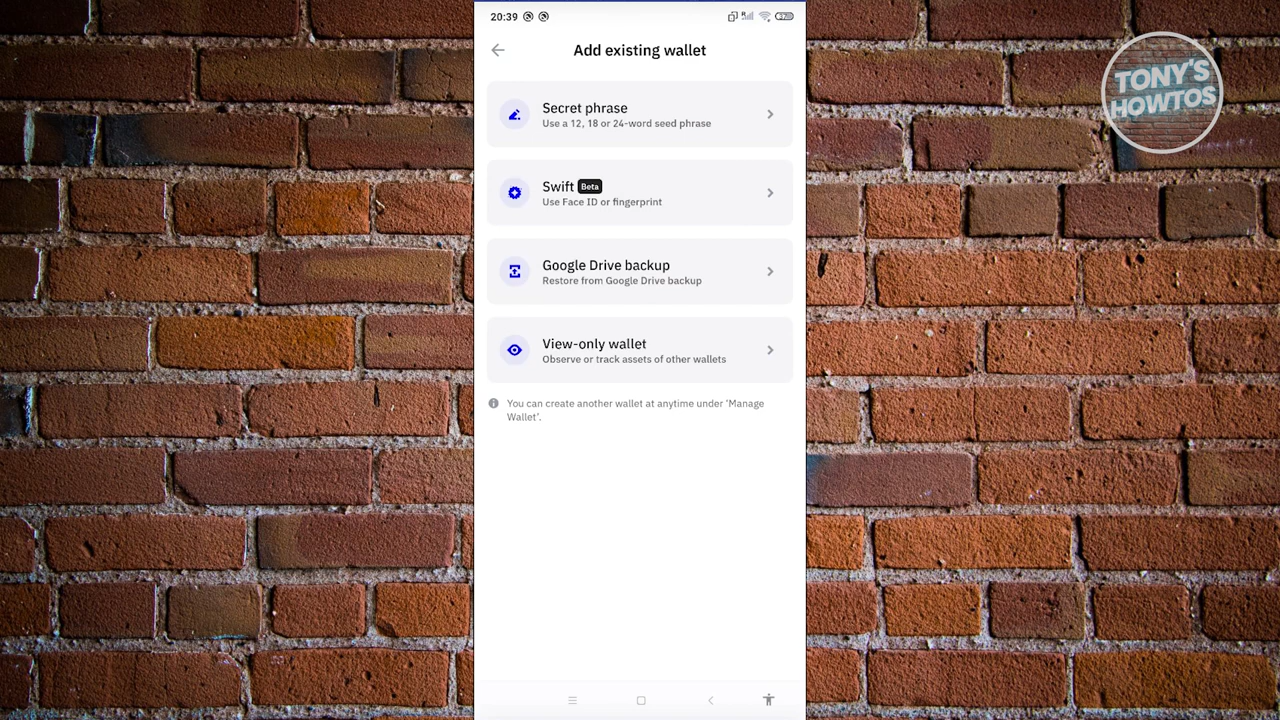 20:39
37
Add existing wallet
TONY'S
HOWTOS
Secret phrase
Use a 12, 18 or 24-word seed phrase
Swift Beta
Use Face ID or fingerprint
Google Drive backup
Restore from Google Drive backup
View-only wallet
Observe or track assets of other wallets
You can create another wallet at anytime under ‘Manage
Wallet’.